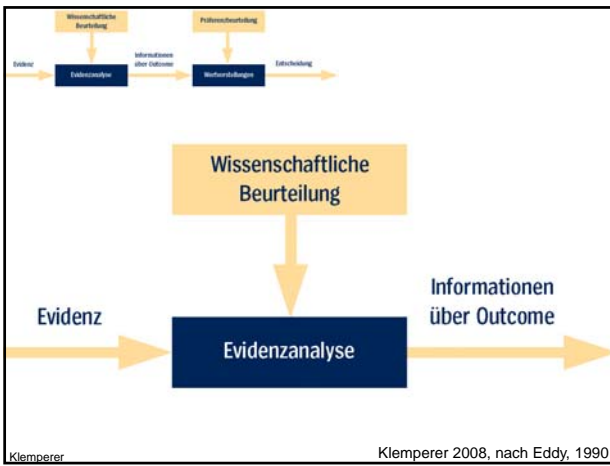 Wissenschaftliche
Beurteilung
Präferenzbeurteilung
Evidenz
Informationen
über Outcome
Entscheidung
Evidenzanalyse
Wertvorstellungen
Wissenschaftliche
Beurteilung
Informationen
über Outcome
Evidenz
Evidenzanalyse
Klemperer
Klemperer 2008, nach Eddy, 1990